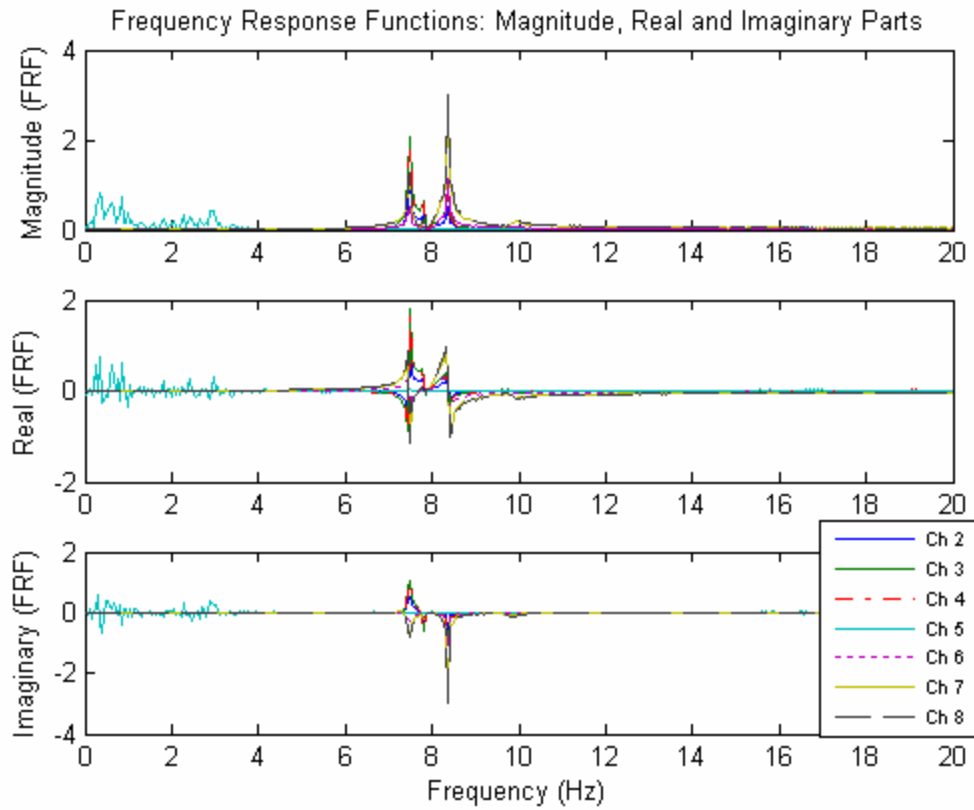 Frequency Response Functions: Magnitude, Real and Imaginary Parts
Magnitude (FRF)
4
2
0
0 2 4 6 8 10 12 14 16 18 20
Real (FRF)
2
0
-2
0 2 4 6 8 10 12 14 16 18 20
Imaginary (FRF)
2
0
-2
-4
0 2 4 6 8 10 12 14 16 18 20
Frequency (Hz)
Ch 2
Ch 3
Ch 4
Ch 5
Ch 6
Ch 7
Ch 8